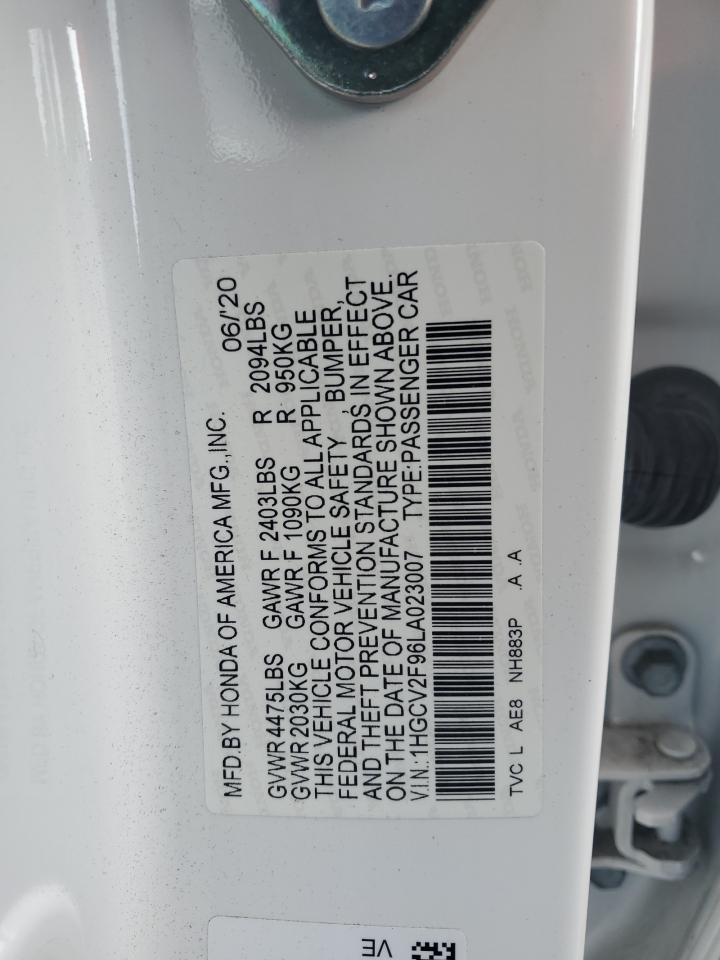 MFD.BY HONDA OF AMERICA MFG.,INC. 06/'20
GVWR 4475LBS GAWR F 2403LBS R 2094LBS
GVWR 2030KG GAWR F 1090KG R 950KG
THIS VEHICLE CONFORMS TO ALL APPLICABLE
FEDERAL MOTOR VEHICLE SAFETY , BUMPER,
AND THEFT PREVENTION STANDARDS IN EFFECT
ON THE DATE OF MANUFACTURE SHOWN ABOVE.
V.I.N.:1HGCV2F96LA023007 TYPE:PASSENGER CAR
TVC L AE8 NH883P .A .A
VE